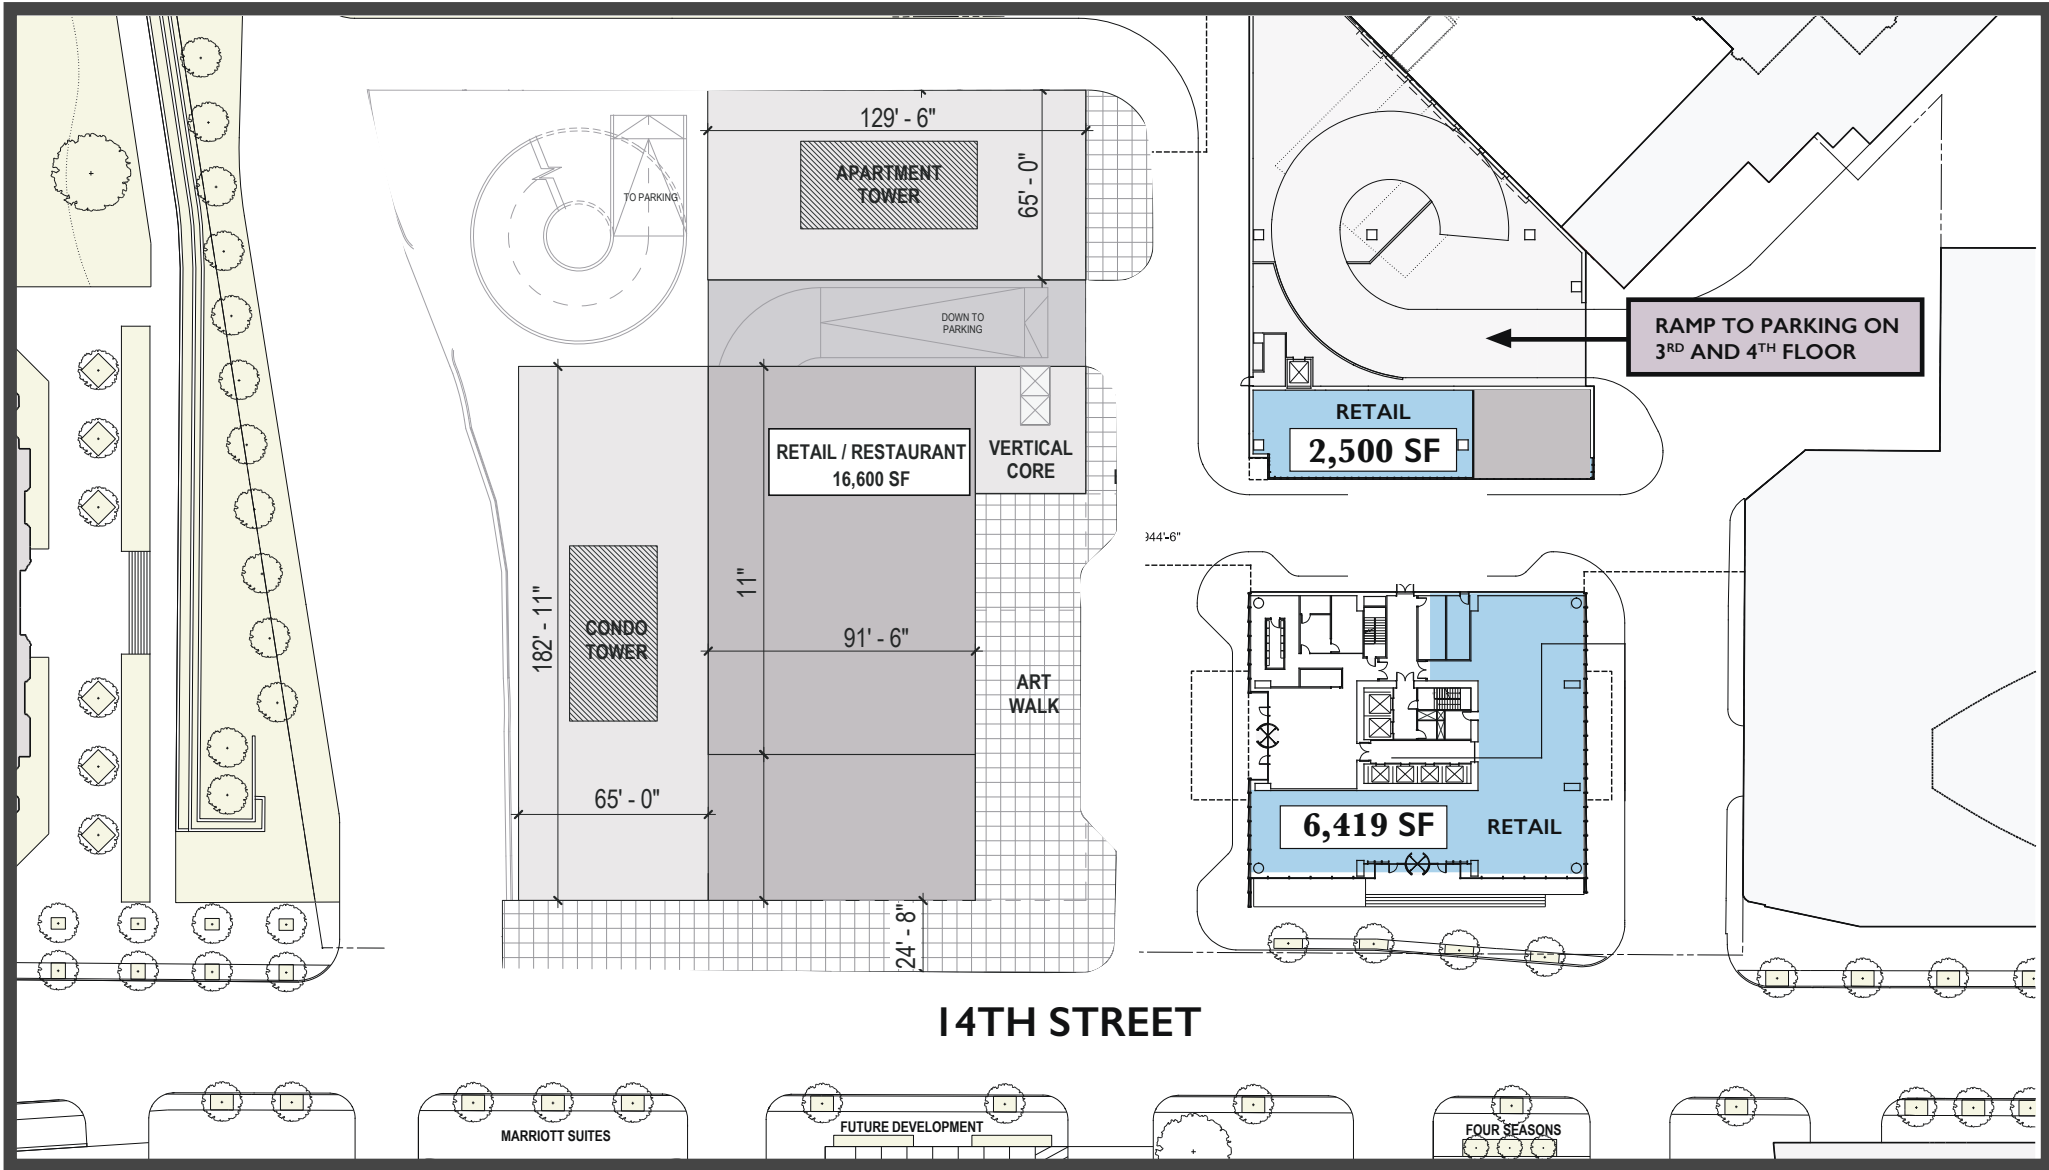 129' - 6"
APARTMENT
TOWER
65' - 0"
TO PARKING
DOWN TO
PARKING
RAMP TO PARKING ON
3RD AND 4TH FLOOR
RETAIL
2,500 SF
RETAIL / RESTAURANT
16,600 SF
VERTICAL
CORE
944'-6"
182' - 11"
11"
CONDO
TOWER
91' - 6"
ART
WALK
65' - 0"
6,419 SF
RETAIL
24' - 8"
14TH STREET
MARRIOTT SUITES
FUTURE DEVELOPMENT
FOUR SEASONS